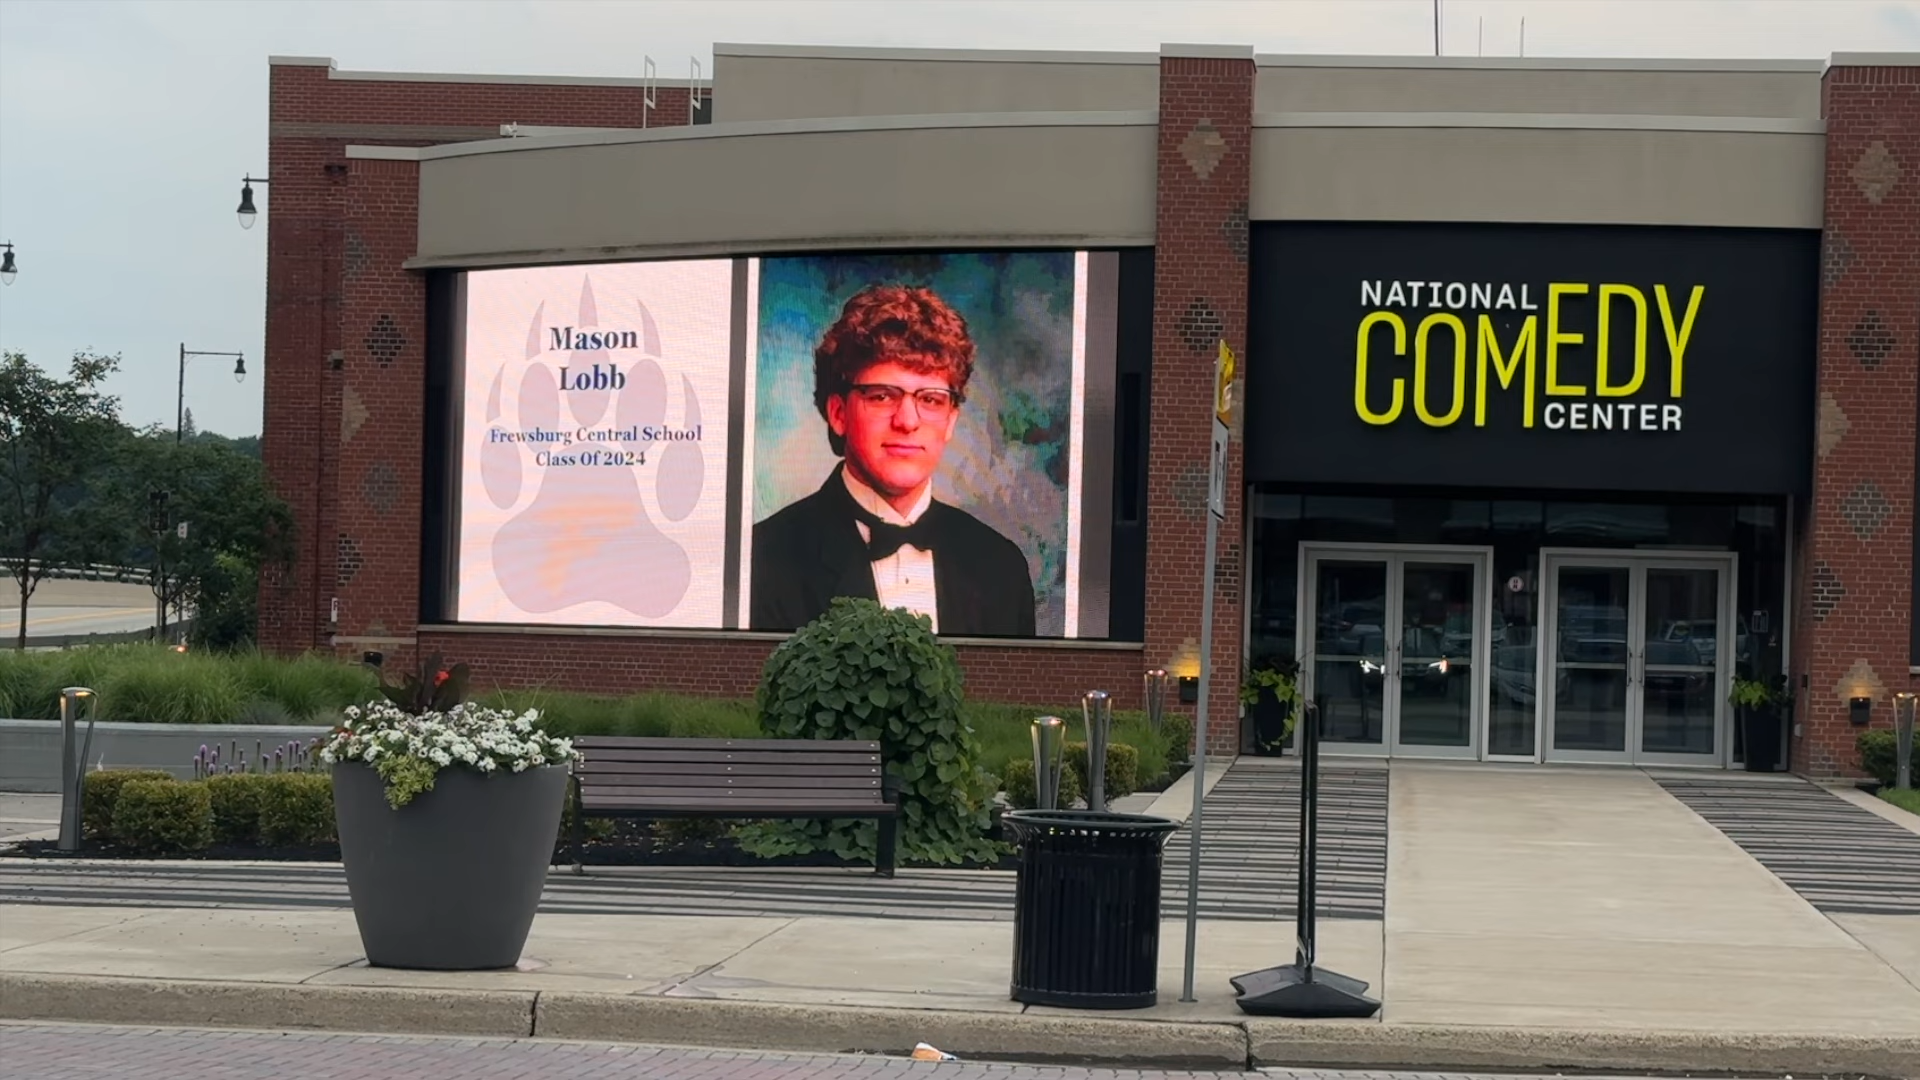 Mason
Lobb
Frewsburg Central School
Class Of 2024
NATIONAL
COMEDY
CENTER